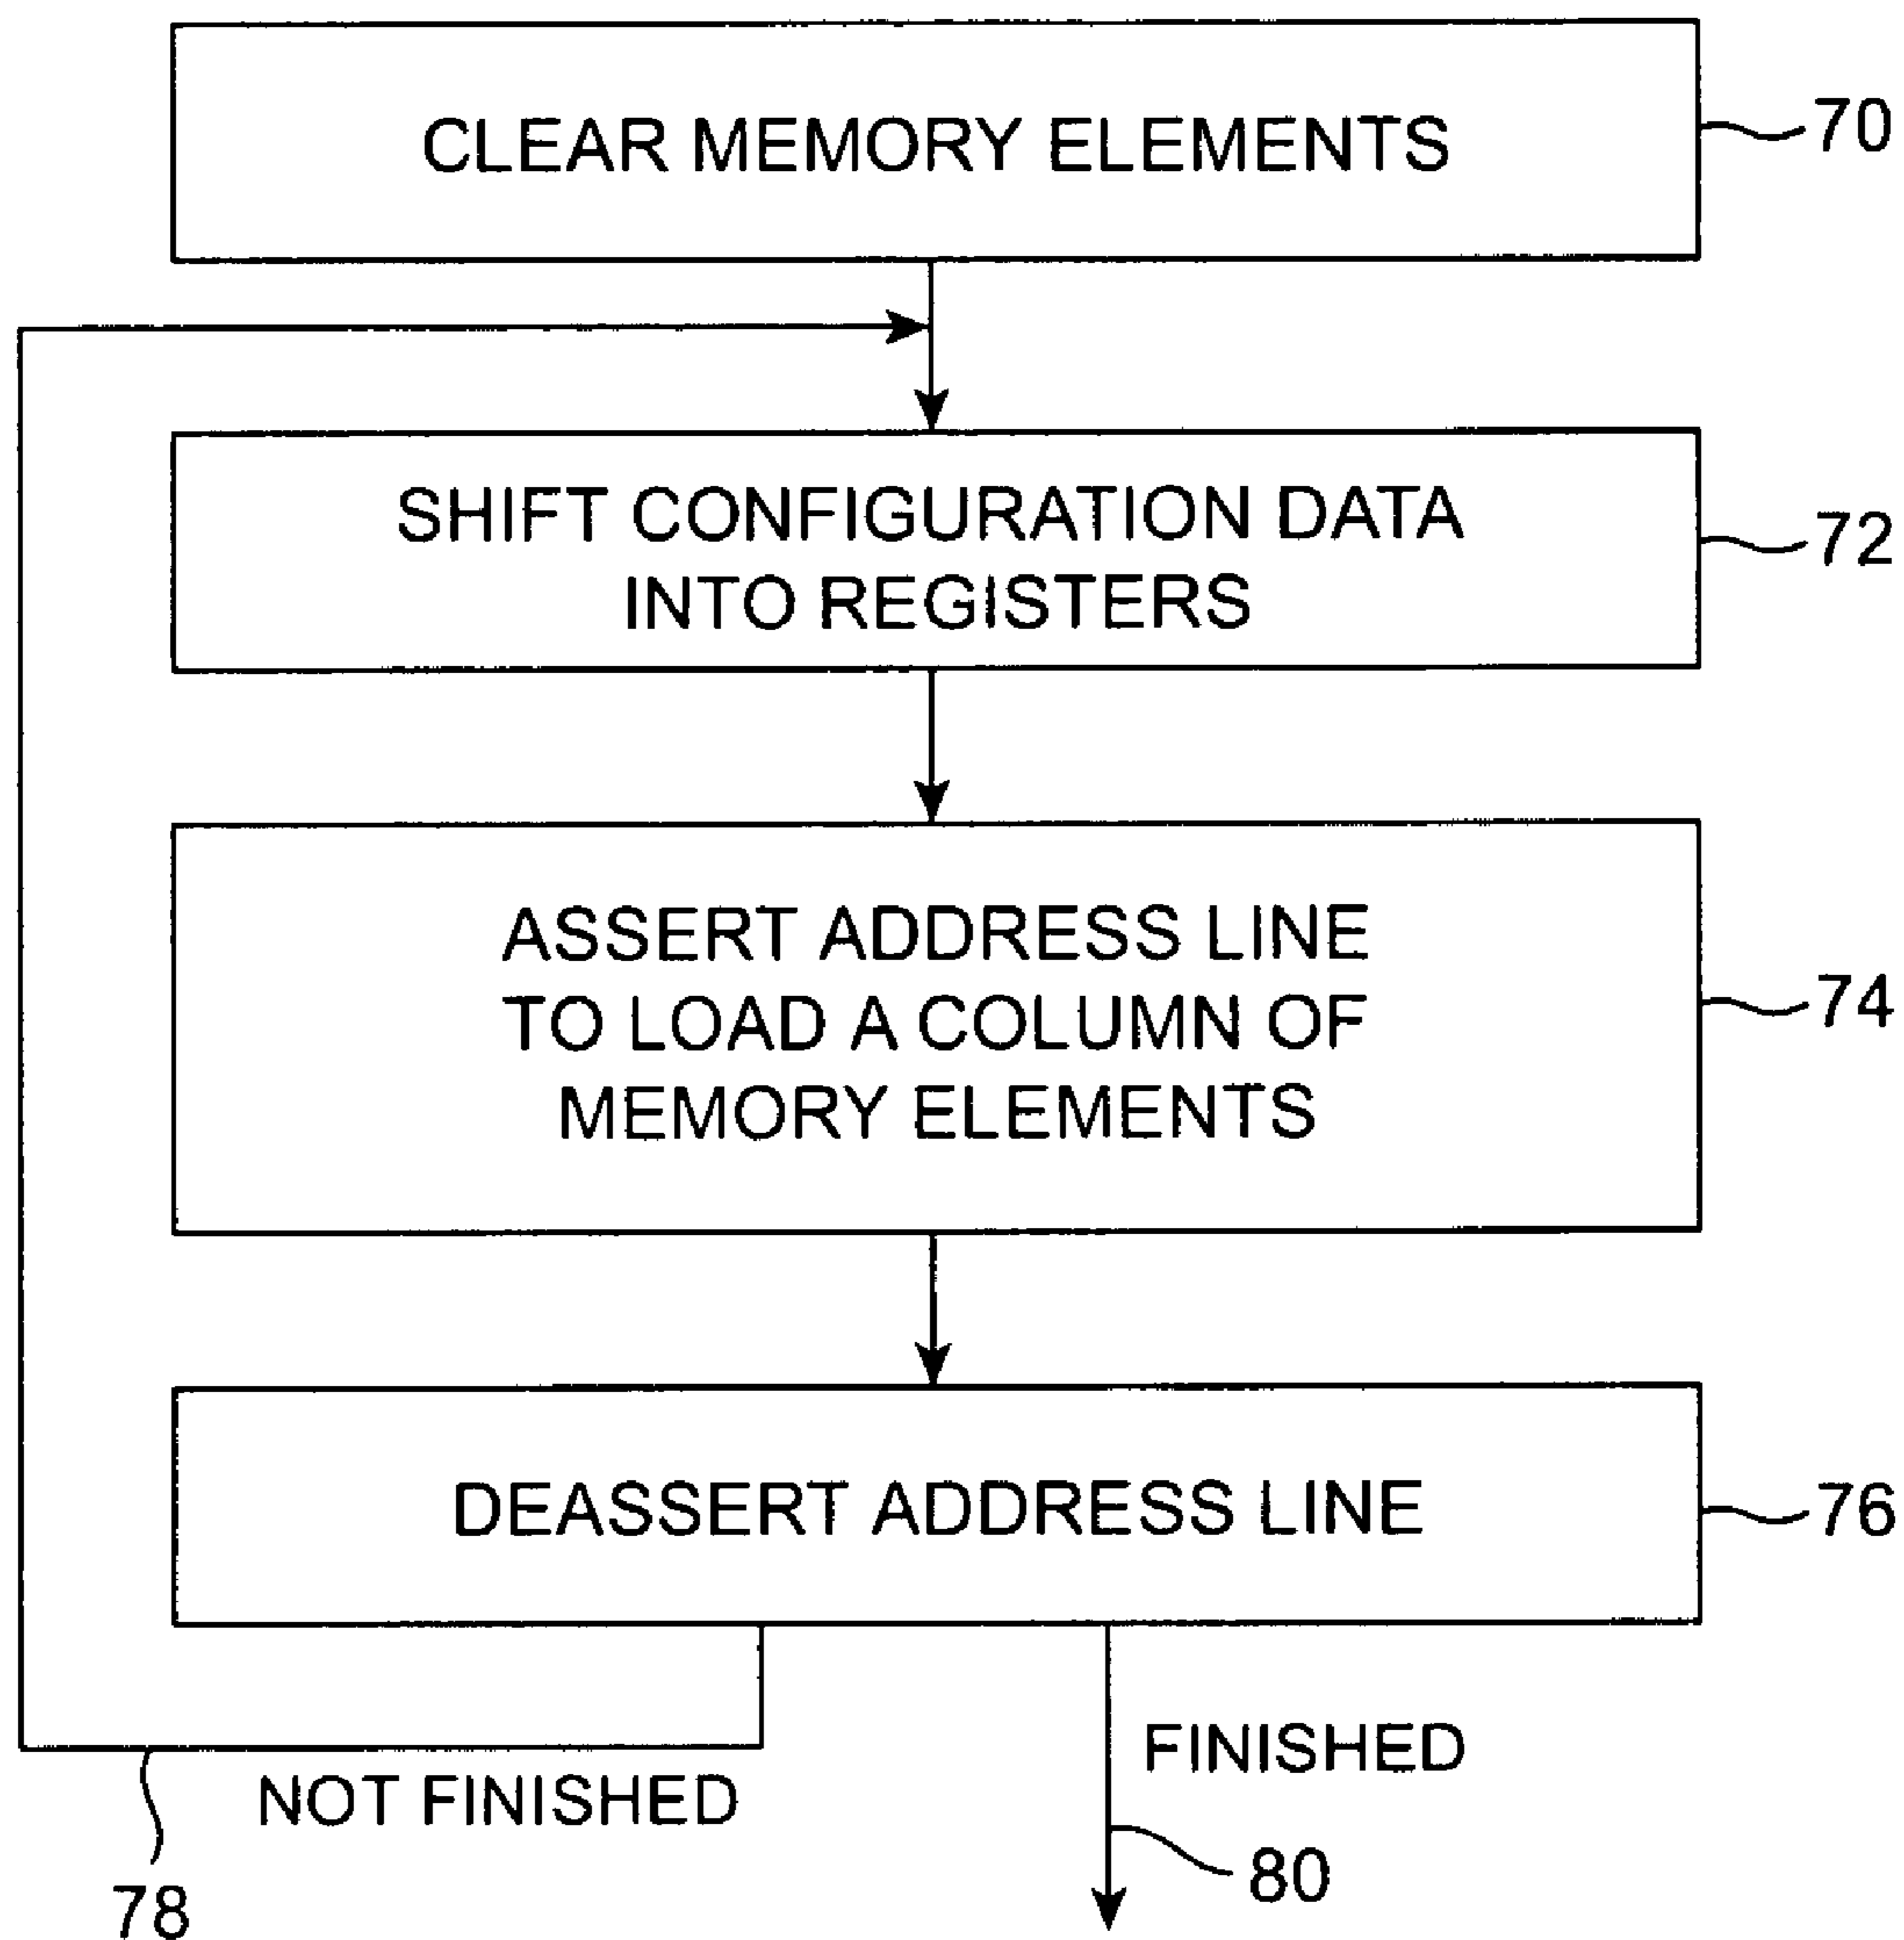 CLEAR MEMORY ELEMENTS
70
SHIFT CONFIGURATION DATA
INTO REGISTERS
72
ASSERT ADDRESS LINE
TO LOAD A COLUMN OF
MEMORY ELEMENTS
74
DEASSERT ADDRESS LINE
76
FINISHED
NOT FINISHED
80
78